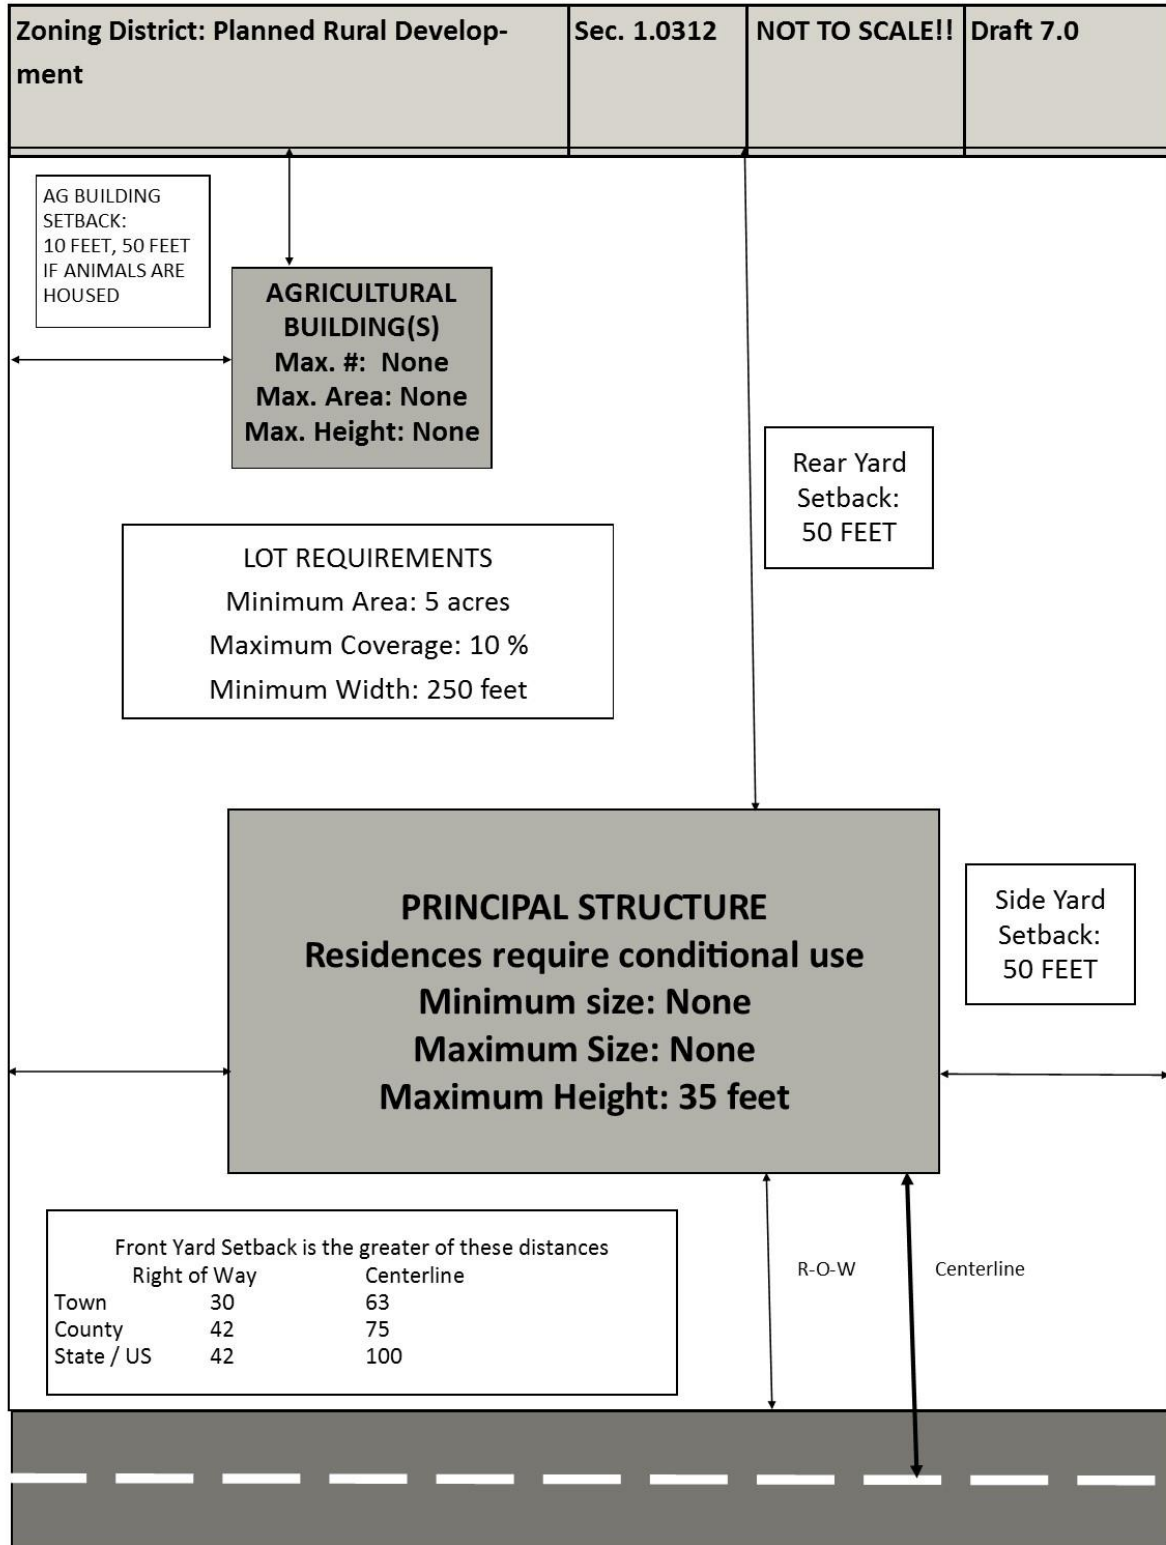 Zoning District: Planned Rural Develop-
ment
Sec. 1.0312
NOT TO SCALE!!
Draft 7.0
AG BUILDING
SETBACK:
10 FEET, 50 FEET
IF ANIMALS ARE
HOUSED
AGRICULTURAL
BUILDING(S)
Max. #: None
Max. Area: None
Max. Height: None
Rear Yard
Setback:
50 FEET
LOT REQUIREMENTS
Minimum Area: 5 acres
Maximum Coverage: 10 %
Minimum Width: 250 feet
PRINCIPAL STRUCTURE
Residences require conditional use
Minimum size: None
Maximum Size: None
Maximum Height: 35 feet
Side Yard
Setback:
50 FEET
Front Yard Setback is the greater of these distances
Right of Way Centerline
Town 30 63
County 42 75
State / US 42 100
R-O-W
Centerline